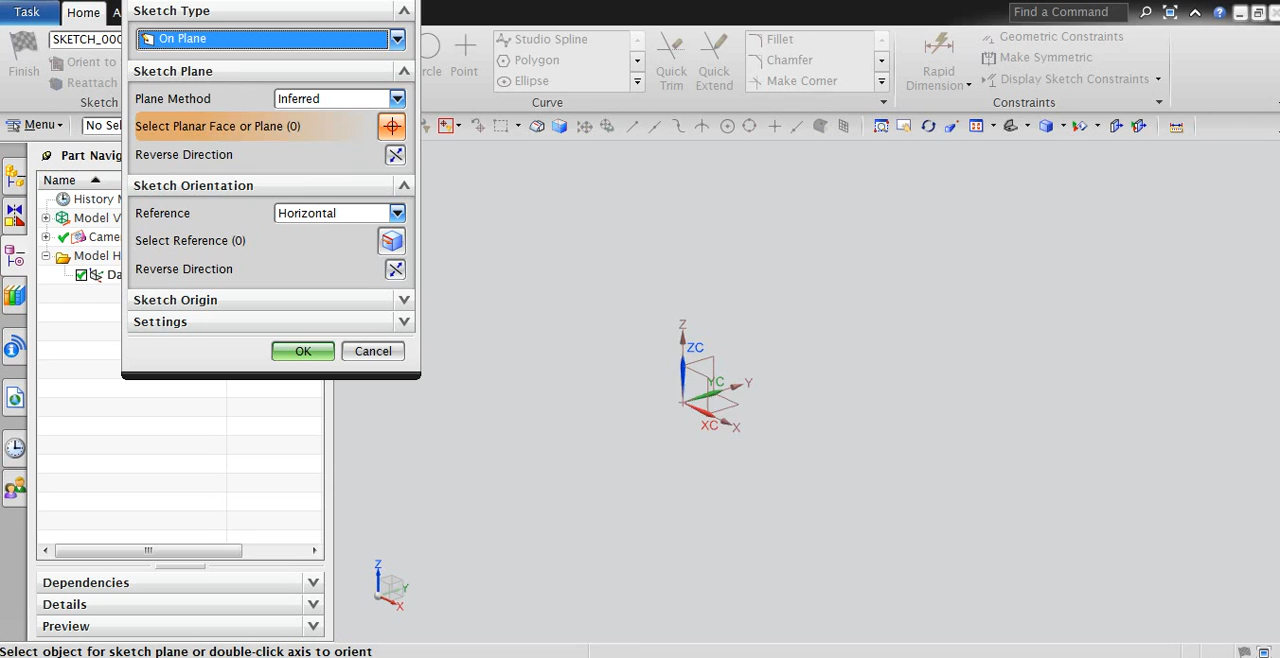 Task
Home
Find a Command
SKETCH_000
Finish
Orient to
Reattach
Sketch
Sketch Type
On Plane
Sketch Plane
Plane Method
Inferred
Select Planar Face or Plane (0)
Reverse Direction
Sketch Orientation
Reference
Horizontal
Select Reference (0)
Reverse Direction
Sketch Origin
Settings
OK
Cancel
Point
Studio Spline
Polygon
Ellipse
Quick Trim
Quick Extend
Fillet
Chamfer
Make Corner
Curve
Rapid Dimension
Geometric Constraints
Make Symmetric
Display Sketch Constraints
Constraints
Menu
Part Navig
Name
History
Model V
Came
Model H
Da
Z
ZC
YC
Y
XC
X
Z
Y
X
Dependencies
Details
Preview
Select object for sketch plane or double-click axis to orient